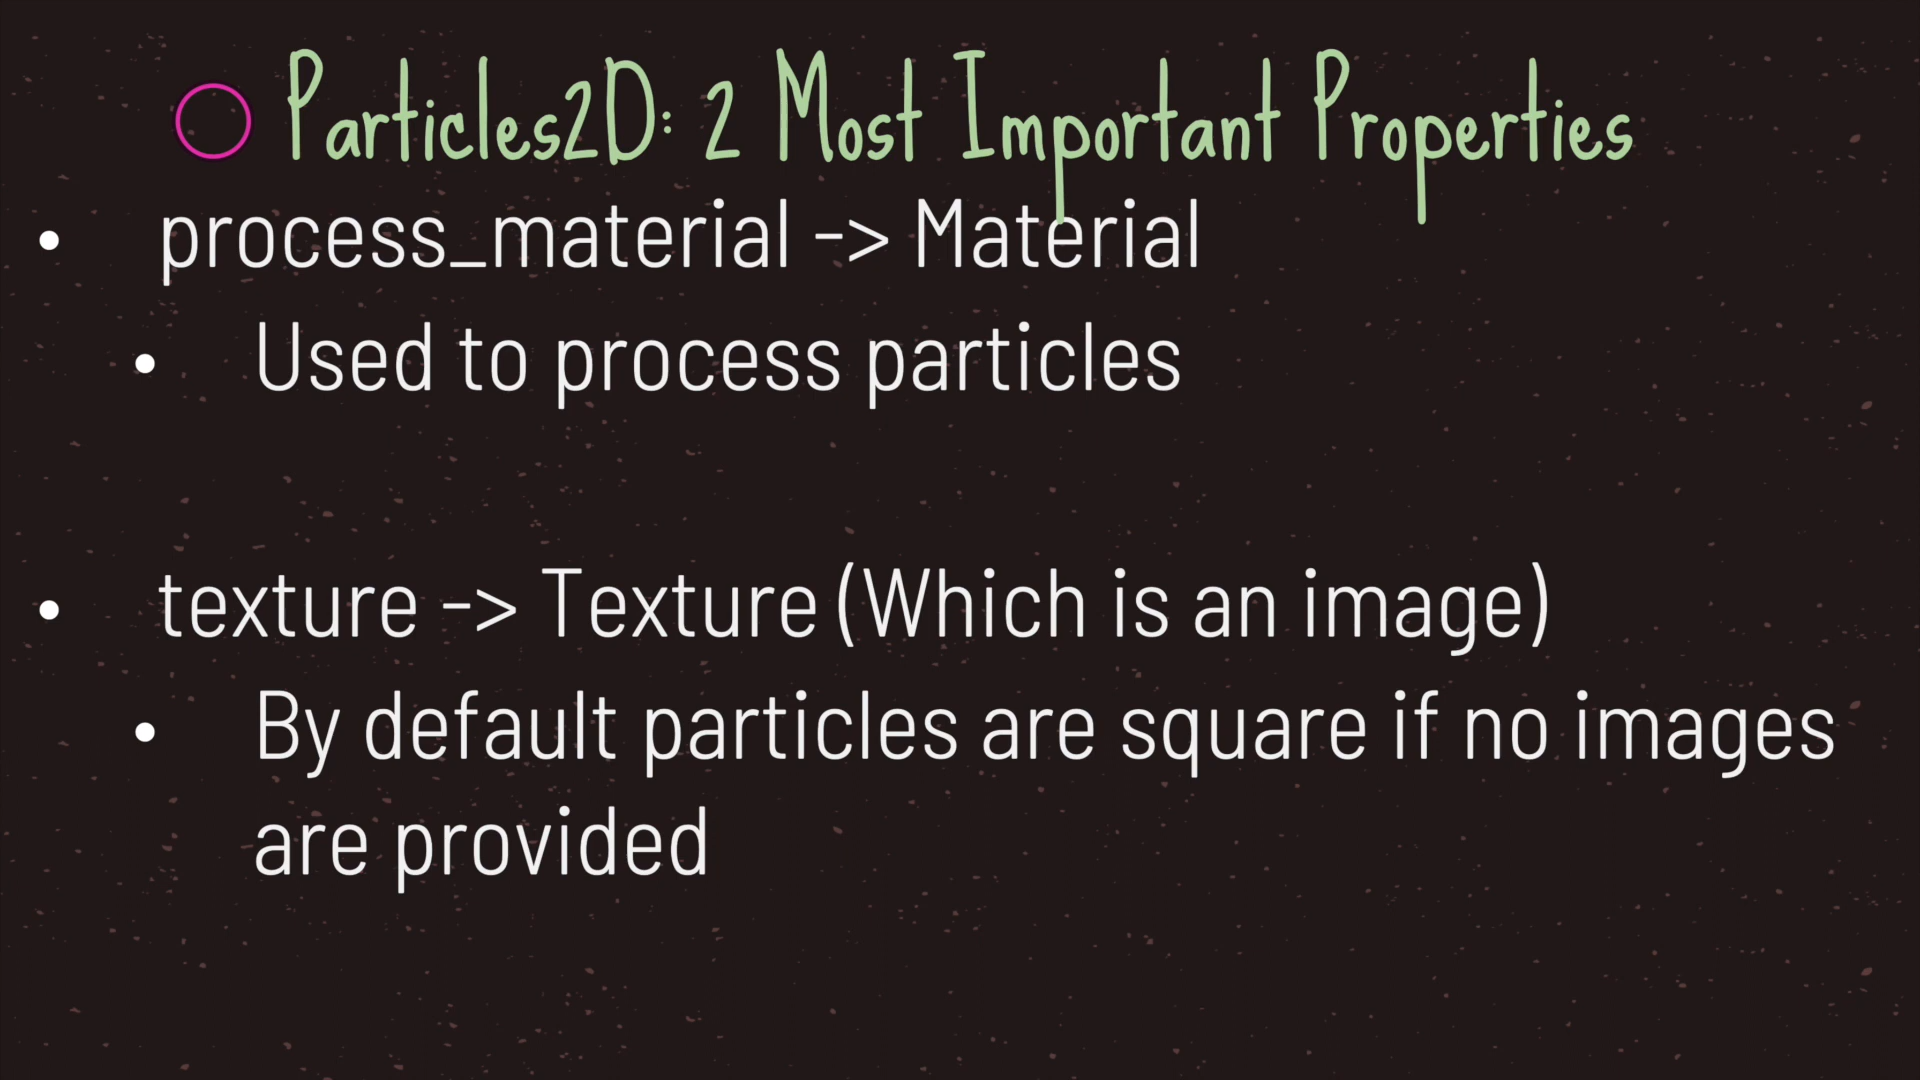 Particles2D: 2 Most Important Properties
• process_material -> Material
• Used to process particles
• texture -> Texture (Which is an image)
• By default particles are square if no images
are provided